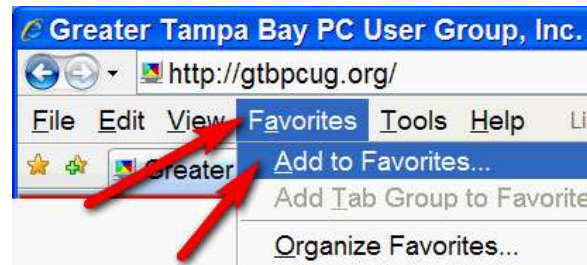 Greater Tampa Bay PC User Group, Inc.
http://gtbpcug.org/
File Edit View Favorites Tools Help Li
Greater Add to Favorites...
Add Tab Group to Favorite
Organize Favorites...